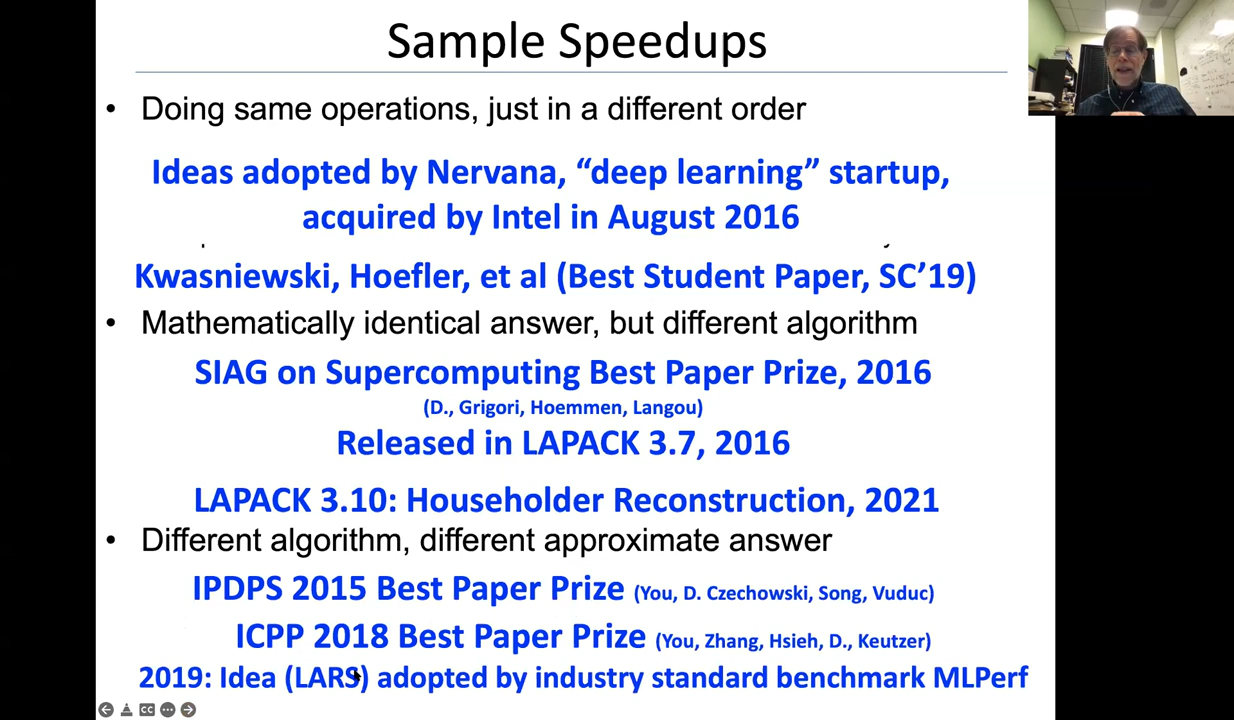 Sample Speedups
• Doing same operations, just in a different order
Ideas adopted by Nervana, “deep learning” startup,
acquired by Intel in August 2016
Kwasniewski, Hoefler, et al (Best Student Paper, SC’19)
• Mathematically identical answer, but different algorithm
SIAG on Supercomputing Best Paper Prize, 2016
(D., Grigori, Hoemmen, Langou)
Released in LAPACK 3.7, 2016
LAPACK 3.10: Householder Reconstruction, 2021
• Different algorithm, different approximate answer
IPDPS 2015 Best Paper Prize (You, D. Czechowski, Song, Vuduc)
ICPP 2018 Best Paper Prize (You, Zhang, Hsieh, D., Keutzer)
2019: Idea (LARS) adopted by industry standard benchmark MLPerf
CC